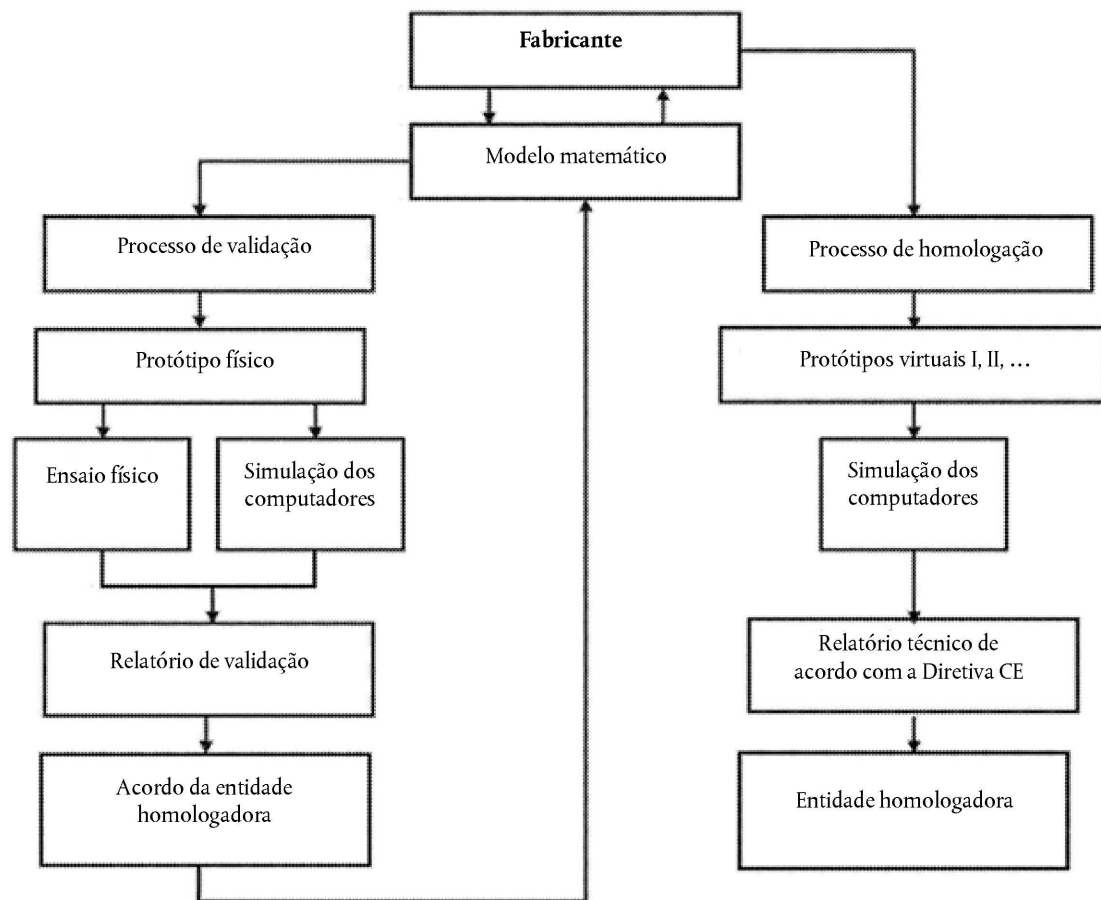 Fabricante
Modelo matemático
Processo de validação
Processo de homologação
Protótipo físico
Protótipos virtuais I, II, …
Ensaio físico
Simulação dos
computadores
Simulação dos
computadores
Relatório de validação
Relatório técnico de
acordo com a Diretiva CE
Acordo da entidade
homologadora
Entidade homologadora